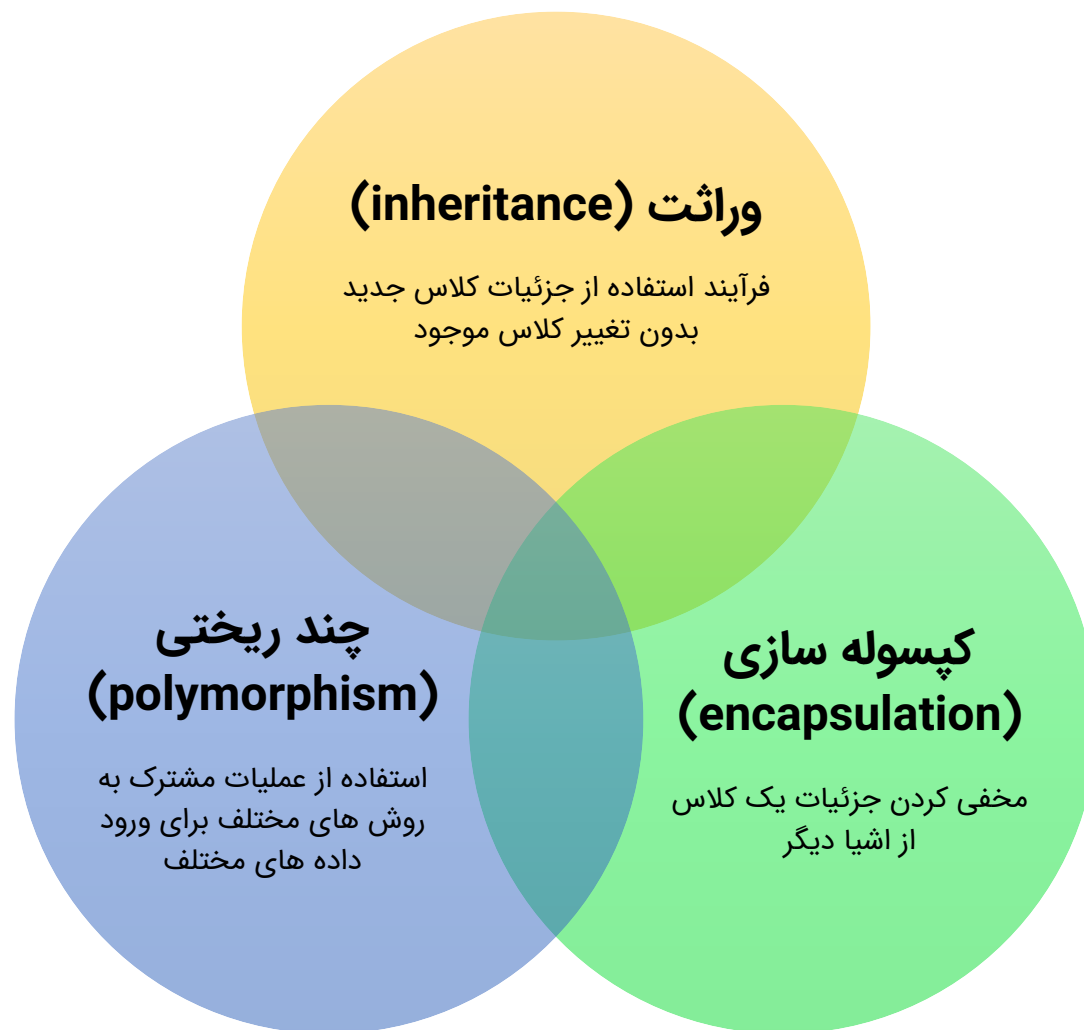 وراثت (inheritance)
فرآیند استفاده از جزئیات کلاس جدید
بدون تغییر کلاس موجود
چند ریختی
(polymorphism)
استفاده از عملیات مشترک به
روش های مختلف برای ورود
داده های مختلف
کپسوله سازی
(encapsulation)
مخفی کردن جزئیات یک کلاس
از اشیا دیگر